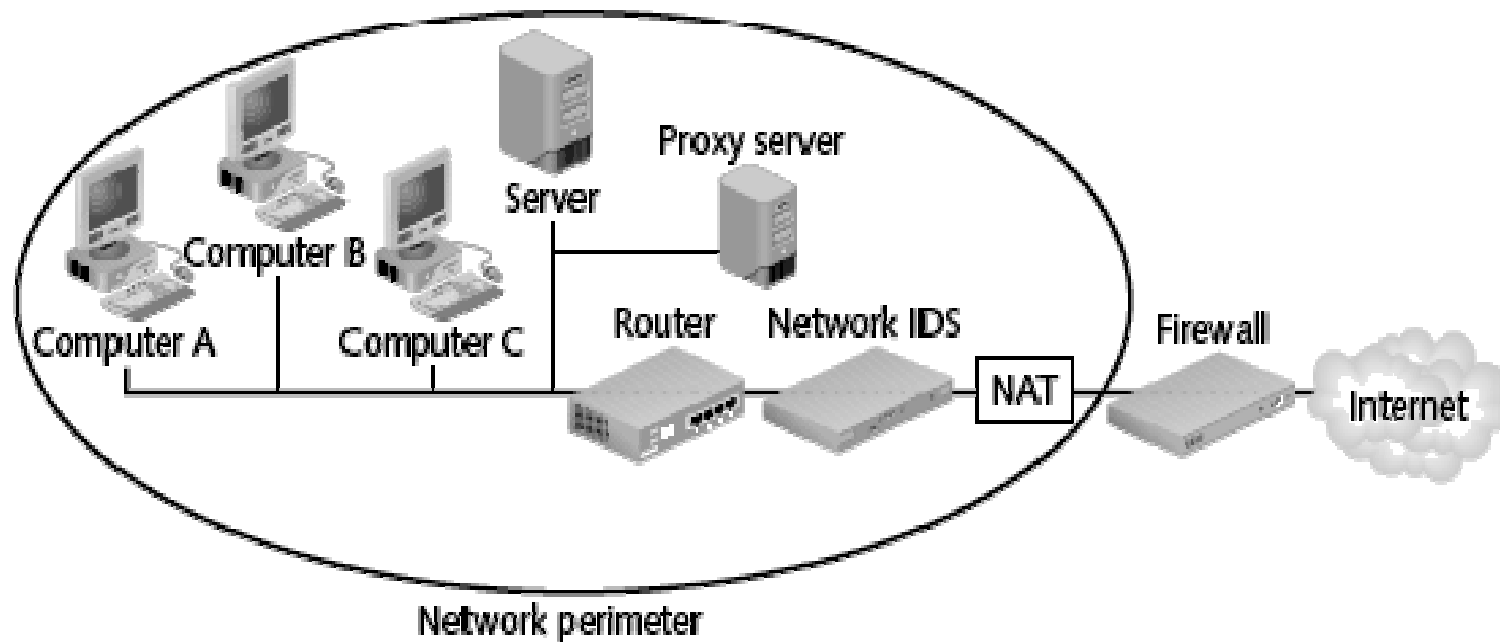 Proxy server
Server
Computer B
Computer A
Computer C
Router
Network IDS
NAT
Firewall
Internet
Network perimeter